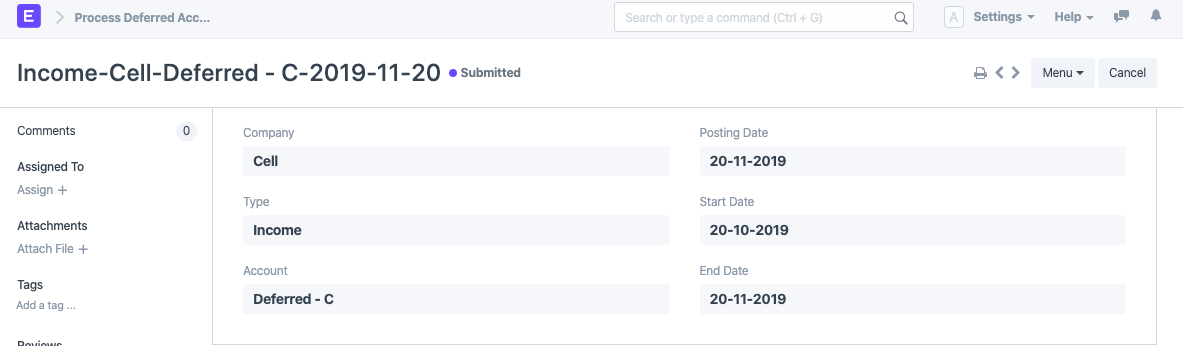 E
Process Deferred Acc...
Search or type a command (Ctrl + G)
A
Settings
Help
Income-Cell-Deferred - C-2019-11-20
Submitted
Menu
Cancel
Comments
0
Assigned To
Assign +
Attachments
Attach File +
Tags
Add a tag ...
Reviews
Company
Cell
Type
Income
Account
Deferred - C
Posting Date
20-11-2019
Start Date
20-10-2019
End Date
20-11-2019